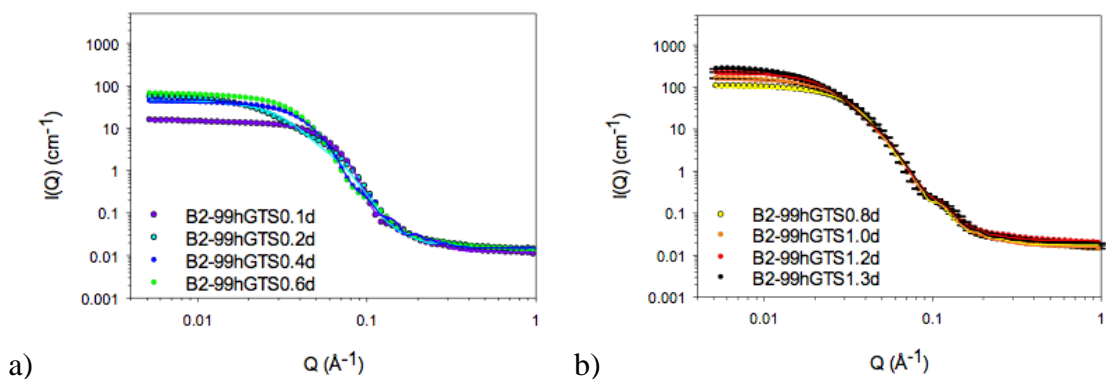 1000
100
10
1
0.1
0.01
0.001
I(Q) (cm⁻¹)
B2-99hGTS0.1d
B2-99hGTS0.2d
B2-99hGTS0.4d
B2-99hGTS0.6d
0.01 0.1 1
Q (Å⁻¹)
a)
1000
100
10
1
0.1
0.01
0.001
I(Q) (cm⁻¹)
B2-99hGTS0.8d
B2-99hGTS1.0d
B2-99hGTS1.2d
B2-99hGTS1.3d
0.01 0.1 1
Q (Å⁻¹)
b)